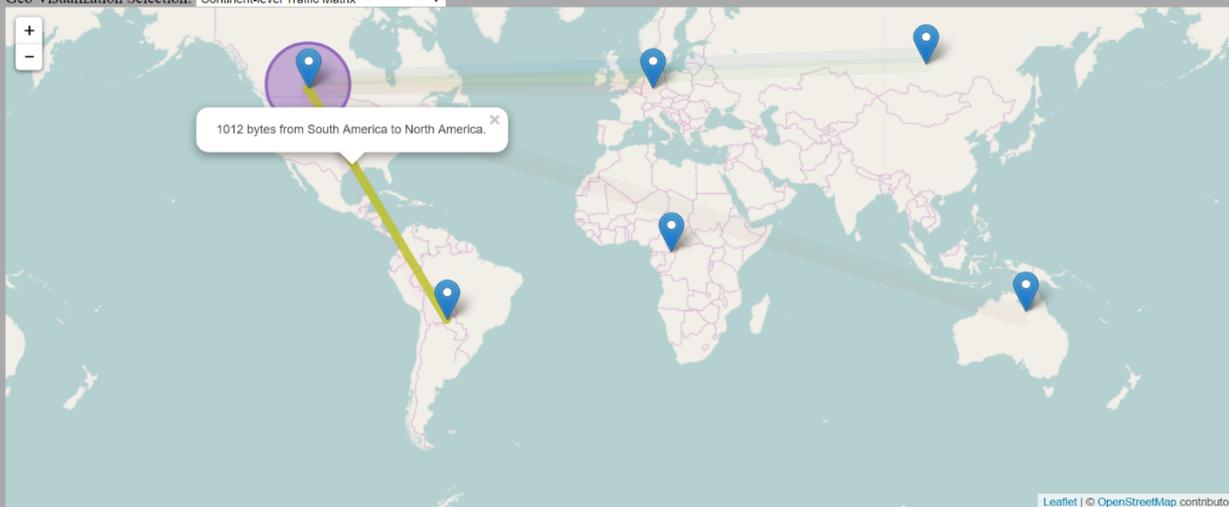 Geo Visualization Selection: Continent-level Traffic Matrix
+
−
1012 bytes from South America to North America.
×
Leaflet | © OpenStreetMap contributo